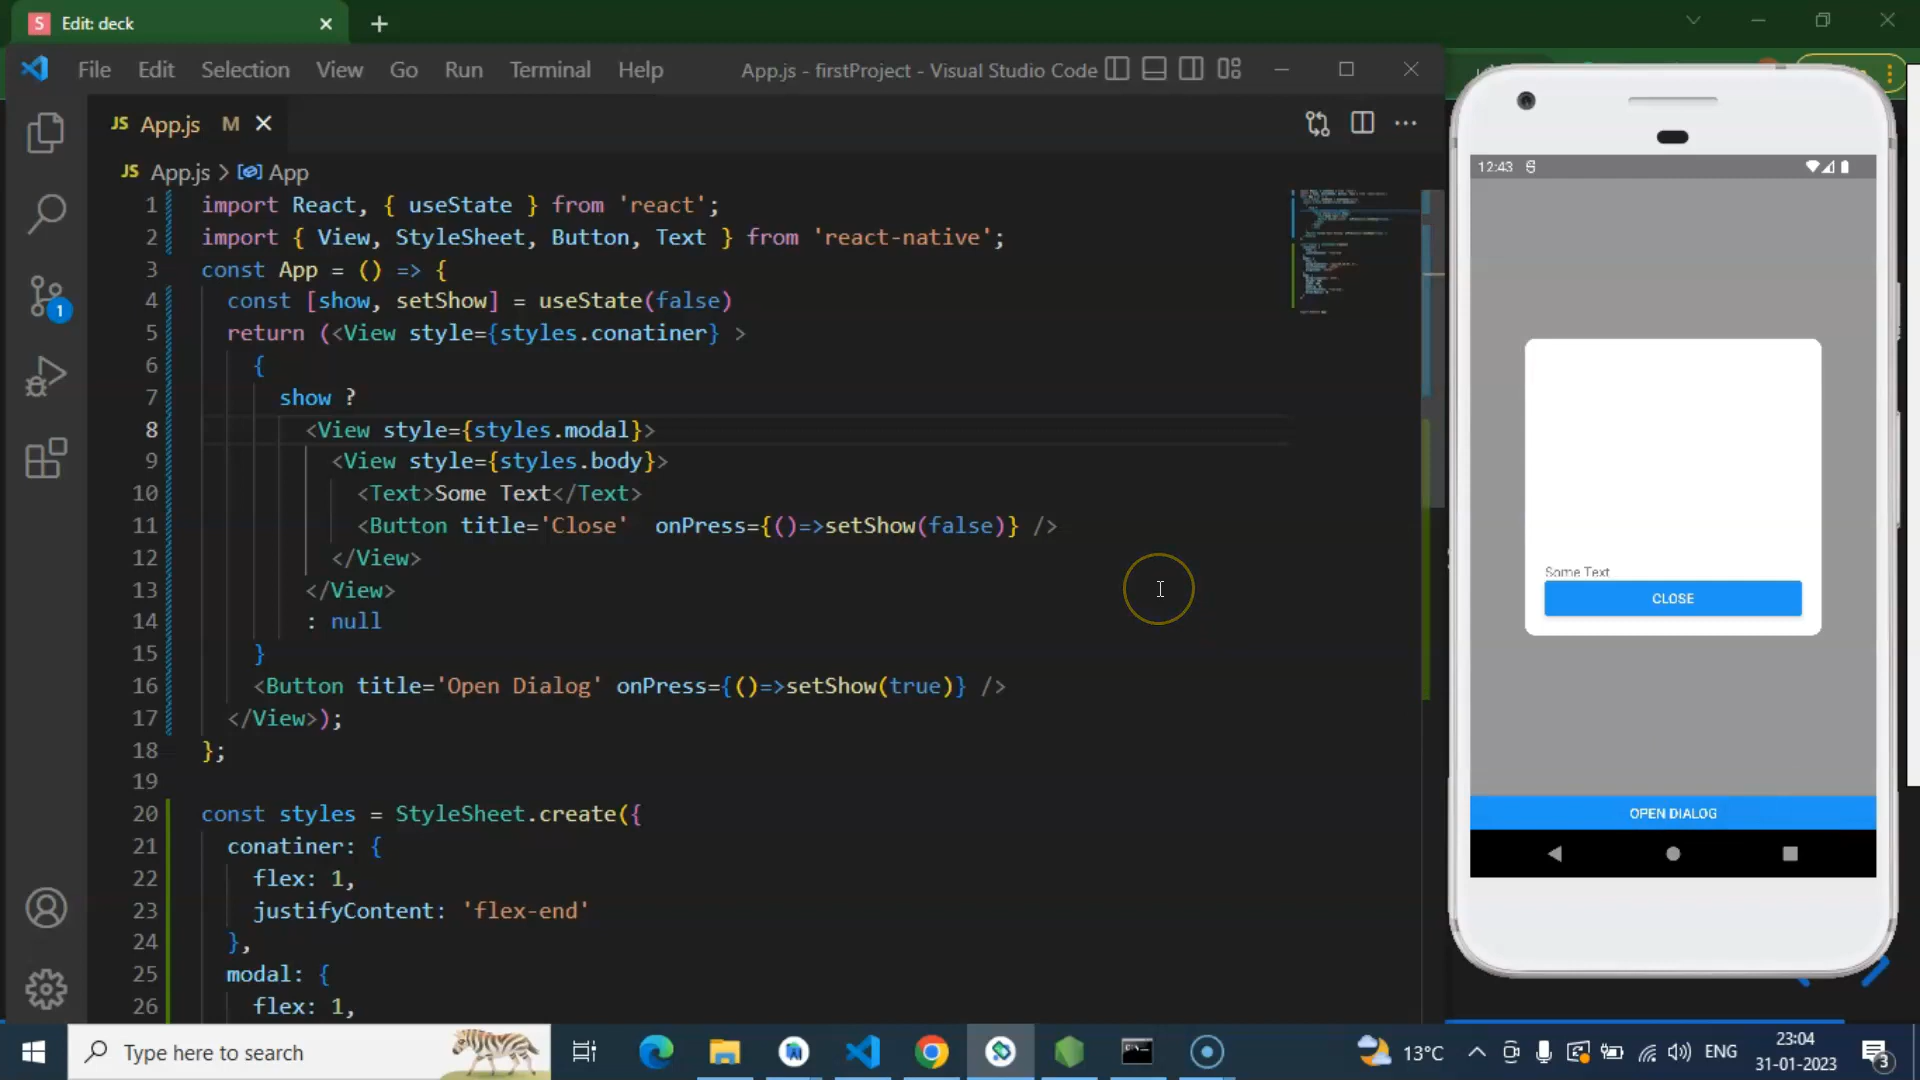 Edit: deck
File Edit Selection View Go Run Terminal Help
App.js - firstProject - Visual Studio Code
JS App.js M
JS App.js > App
1 import React, { useState } from 'react';
2 import { View, StyleSheet, Button, Text } from 'react-native';
3 const App = () => {
4 const [show, setShow] = useState(false)
5 return (<View style={styles.conatiner} >
6 {
7 show ?
8 <View style={styles.modal}>
9 <View style={styles.body}>
10 <Text>Some Text</Text>
11 <Button title='Close' onPress={()=>setShow(false)} />
12 </View>
13 </View>
14 : null
15 }
16 <Button title='Open Dialog' onPress={()=>setShow(true)} />
17 </View>);
18 };
19
20 const styles = StyleSheet.create({
21 conatiner: {
22 flex: 1,
23 justifyContent: 'flex-end'
24 },
25 modal: {
26 flex: 1,
1
12:43
Some Text
CLOSE
OPEN DIALOG
Type here to search
13°C
ENG
23:04
31-01-2023
3